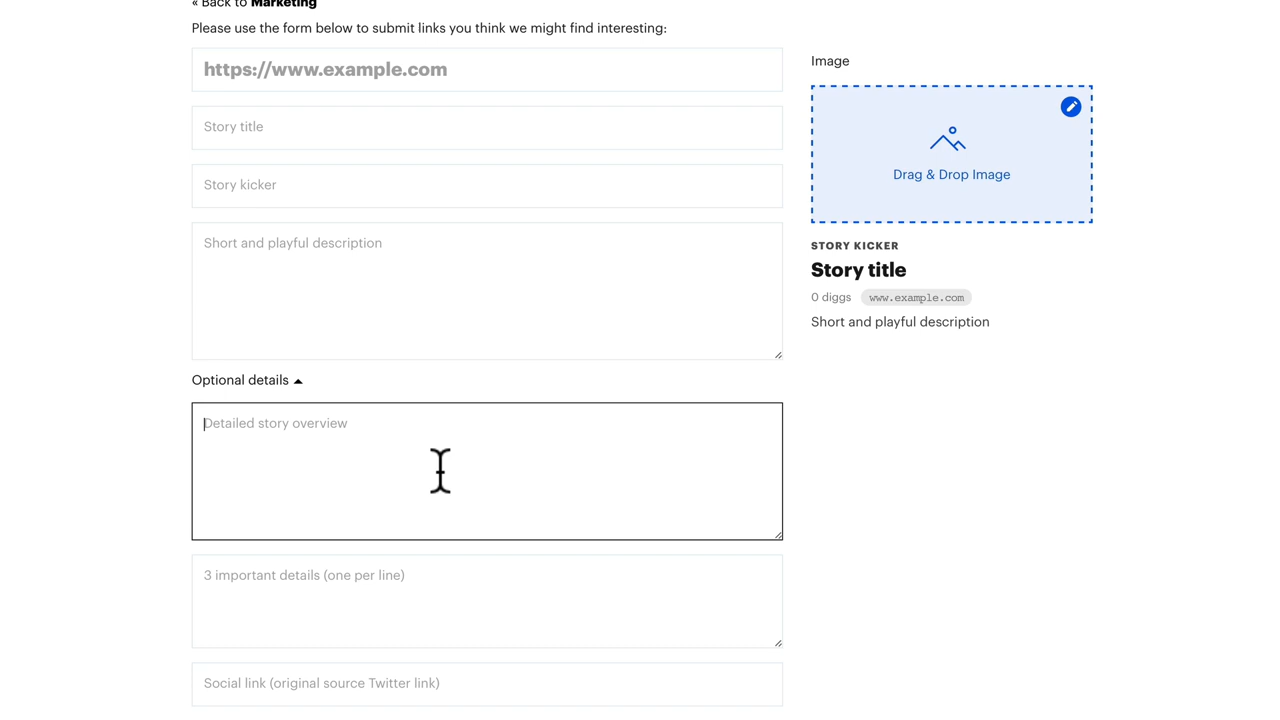 « Back to Marketing
Please use the form below to submit links you think we might find interesting:
https://www.example.com
Story title
Story kicker
Short and playful description
Optional details
Detailed story overview
3 important details (one per line)
Social link (original source Twitter link)
Image
Drag & Drop Image
STORY KICKER
Story title
0 diggs www.example.com
Short and playful description